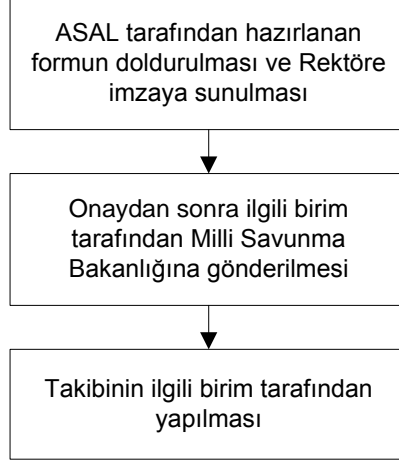 ASAL tarafından hazırlanan
formun doldurulması ve Rektöre
imzaya sunulması
Onaydan sonra ilgili birim
tarafından Milli Savunma
Bakanlığına gönderilmesi
Takibinin ilgili birim tarafından
yapılması